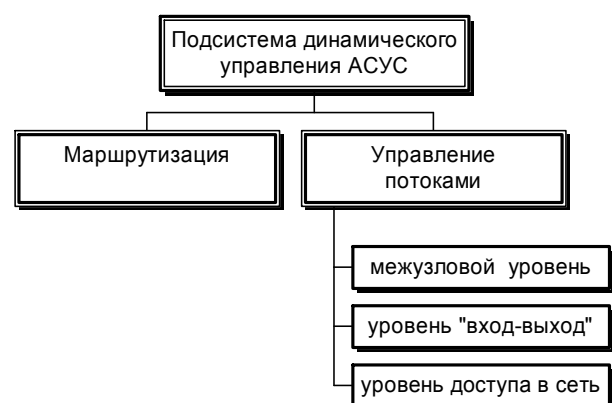 Подсистема динамического
управления АСУС
Маршрутизация
Управление
потоками
межузловой уровень
уровень "вход-выход"
уровень доступа в сеть